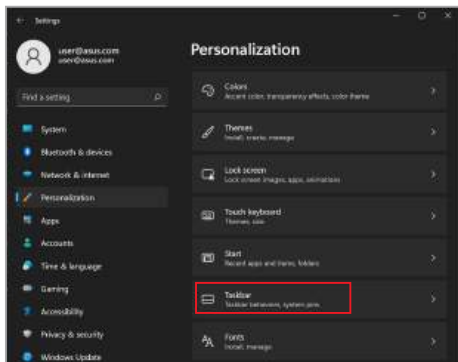 Settings
user@asus.com
user@asus.com
Find a setting
System
Bluetooth & devices
Network & internet
Personalization
Apps
Accounts
Time & language
Gaming
Accessibility
Privacy & security
Windows Update
Personalization
Colors
Accent color, transparency effects, color theme
Themes
Install, create, manage
Lock screen
Lock screen images, apps, animations
Touch keyboard
Themes, size
Start
Recent apps and items, folders
Taskbar
Taskbar behaviors, system pins
Fonts
Install, manage